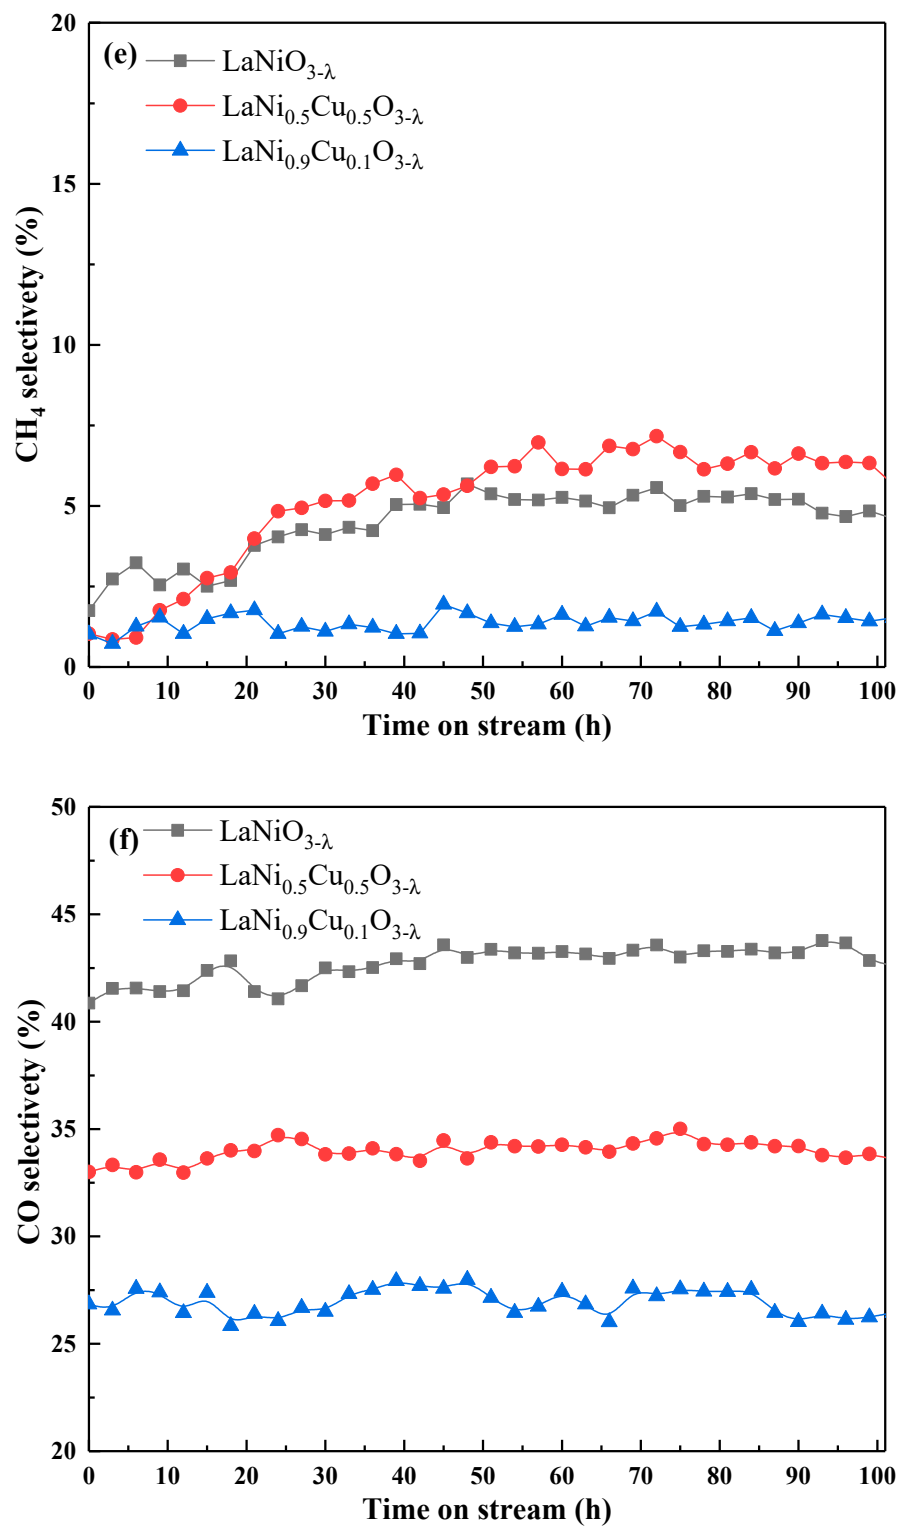 (e)
LaNiO3-λ
LaNi0.5Cu0.5O3-λ
LaNi0.9Cu0.1O3-λ
CH4 selectivety (%)
20
15
10
5
0
0 10 20 30 40 50 60 70 80 90 100
Time on stream (h)
(f)
LaNiO3-λ
LaNi0.5Cu0.5O3-λ
LaNi0.9Cu0.1O3-λ
CO selectivety (%)
50
45
40
35
30
25
20
0 10 20 30 40 50 60 70 80 90 100
Time on stream (h)